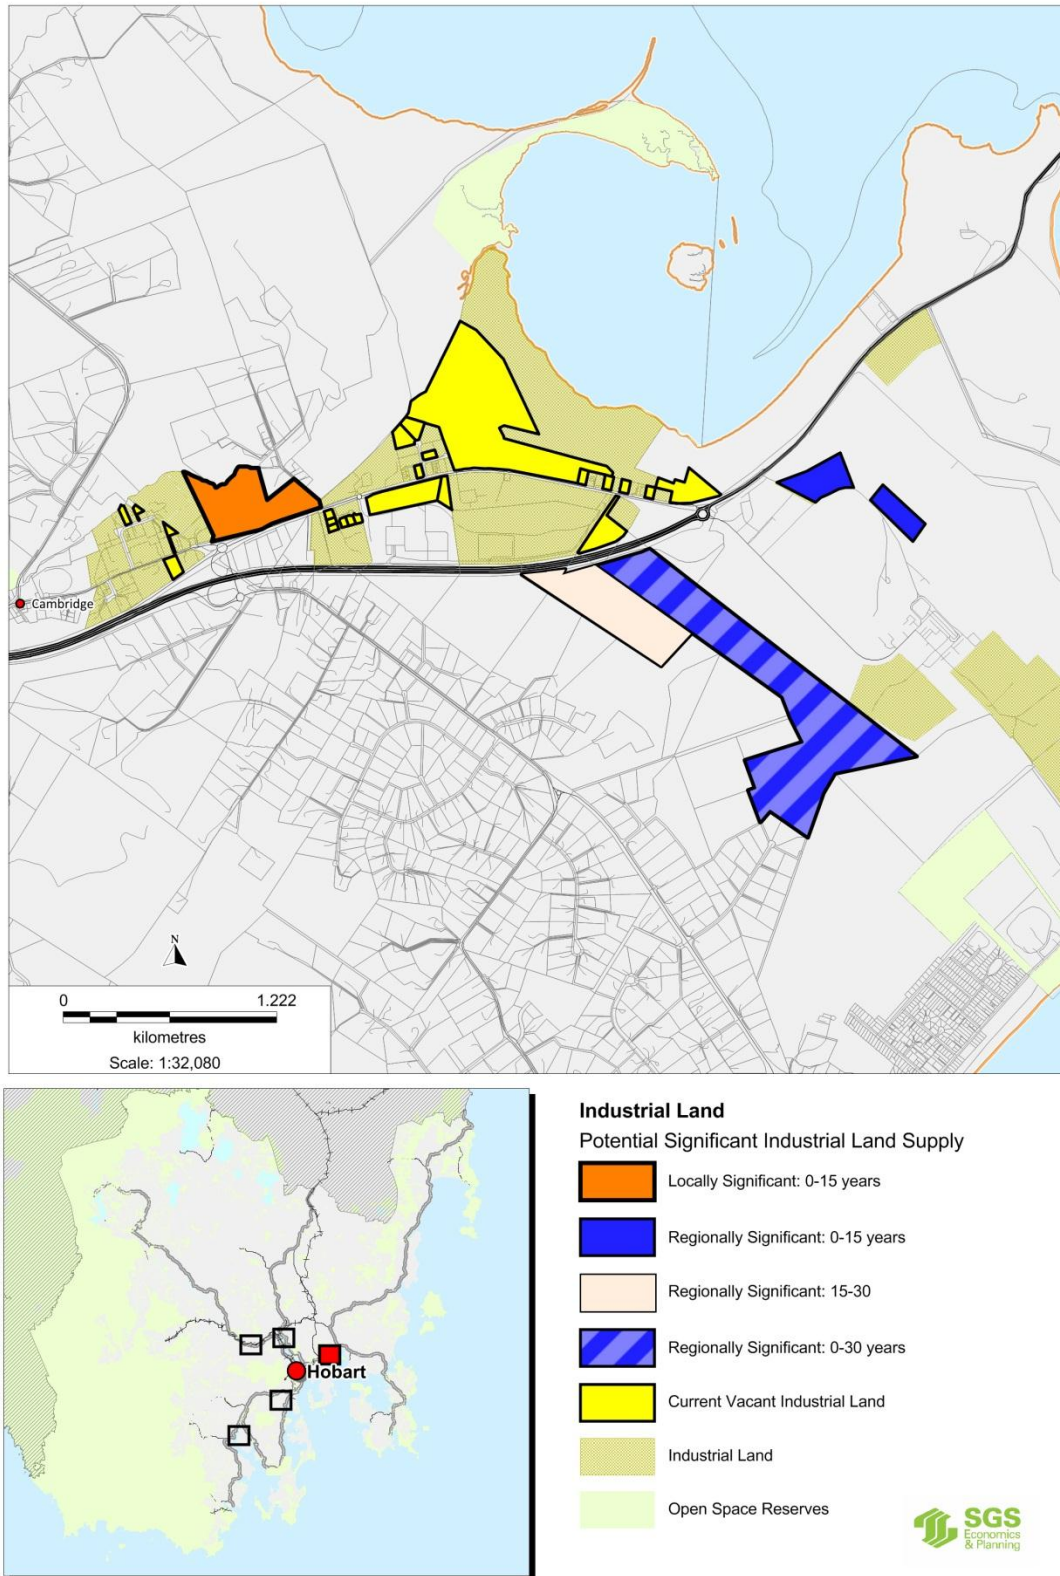 Cambridge
N
0 1.222
kilometres
Scale: 1:32,080
Hobart
Industrial Land
Potential Significant Industrial Land Supply
Locally Significant: 0-15 years
Regionally Significant: 0-15 years
Regionally Significant: 15-30
Regionally Significant: 0-30 years
Current Vacant Industrial Land
Industrial Land
Open Space Reserves
SGS
Economics
& Planning